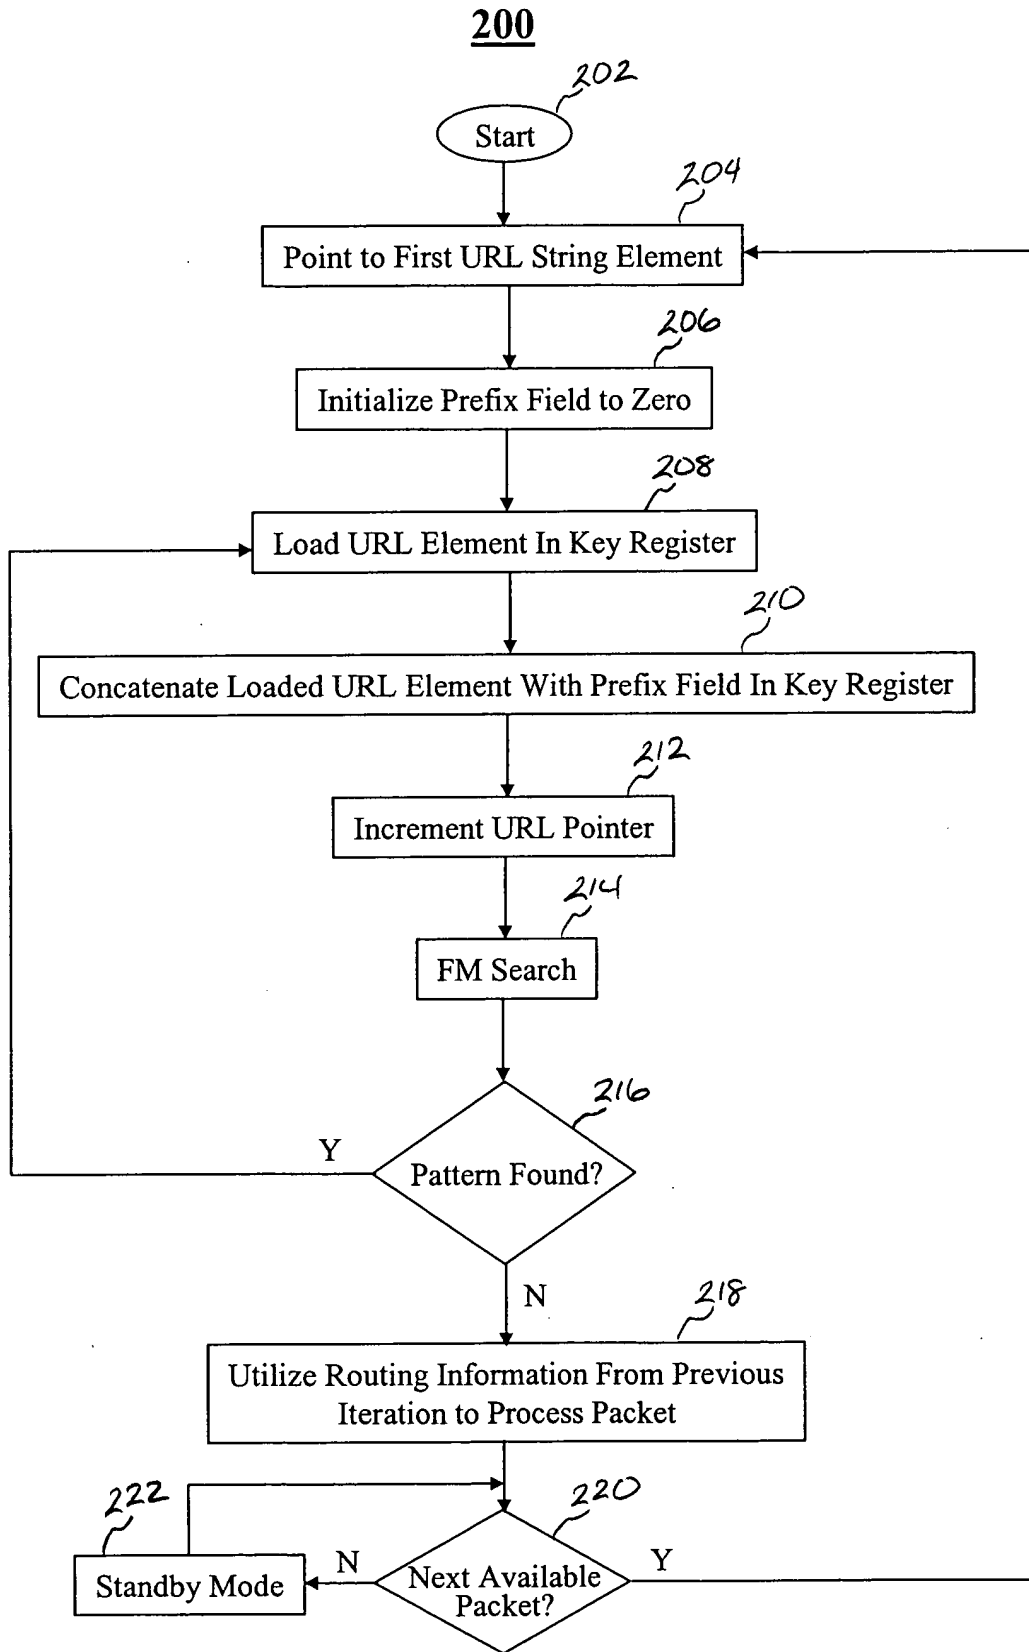 200
202
Start
204
Point to First URL String Element
206
Initialize Prefix Field to Zero
208
Load URL Element In Key Register
210
Concatenate Loaded URL Element With Prefix Field In Key Register
212
Increment URL Pointer
214
FM Search
216
Y
Pattern Found?
N
218
Utilize Routing Information From Previous
Iteration to Process Packet
222
220
Standby Mode
N
Next Available
Packet?
Y